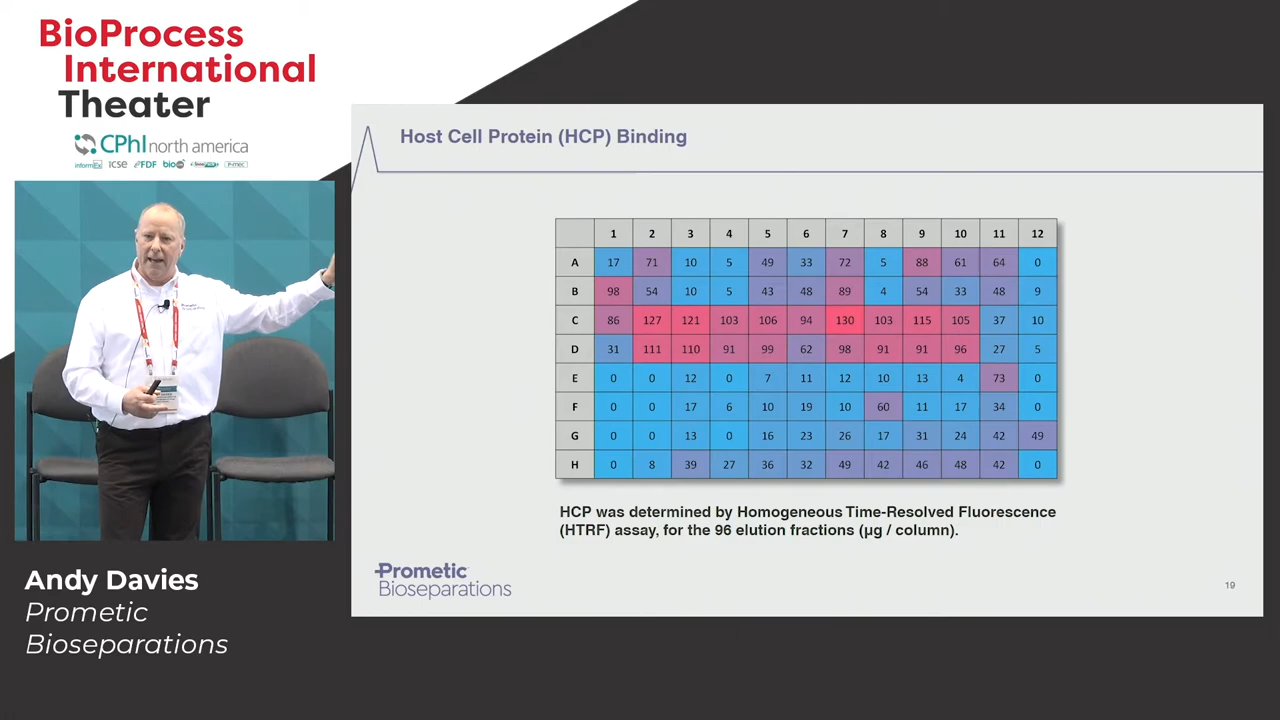 BioProcess
International
Theater
CPhI north america
informEx ICSE FDF bio P-MEC
Host Cell Protein (HCP) Binding
1 2 3 4 5 6 7 8 9 10 11 12
A 17 71 10 5 49 33 72 5 88 61 64 0
B 98 54 10 5 43 48 89 4 54 33 48 9
C 86 127 121 103 106 94 130 103 115 105 37 10
D 31 111 110 91 99 62 98 91 91 96 27 5
E 0 0 12 0 7 11 12 10 13 4 73 0
F 0 0 17 6 10 19 10 60 11 17 34 0
G 0 0 13 0 16 23 26 17 31 24 42 49
H 0 8 39 27 36 32 49 42 46 48 42 0
HCP was determined by Homogeneous Time-Resolved Fluorescence
(HTRF) assay, for the 96 elution fractions (µg / column).
Prometic
Bioseparations
19
Prometic
Andy Davies
Prometic
Bioseparations